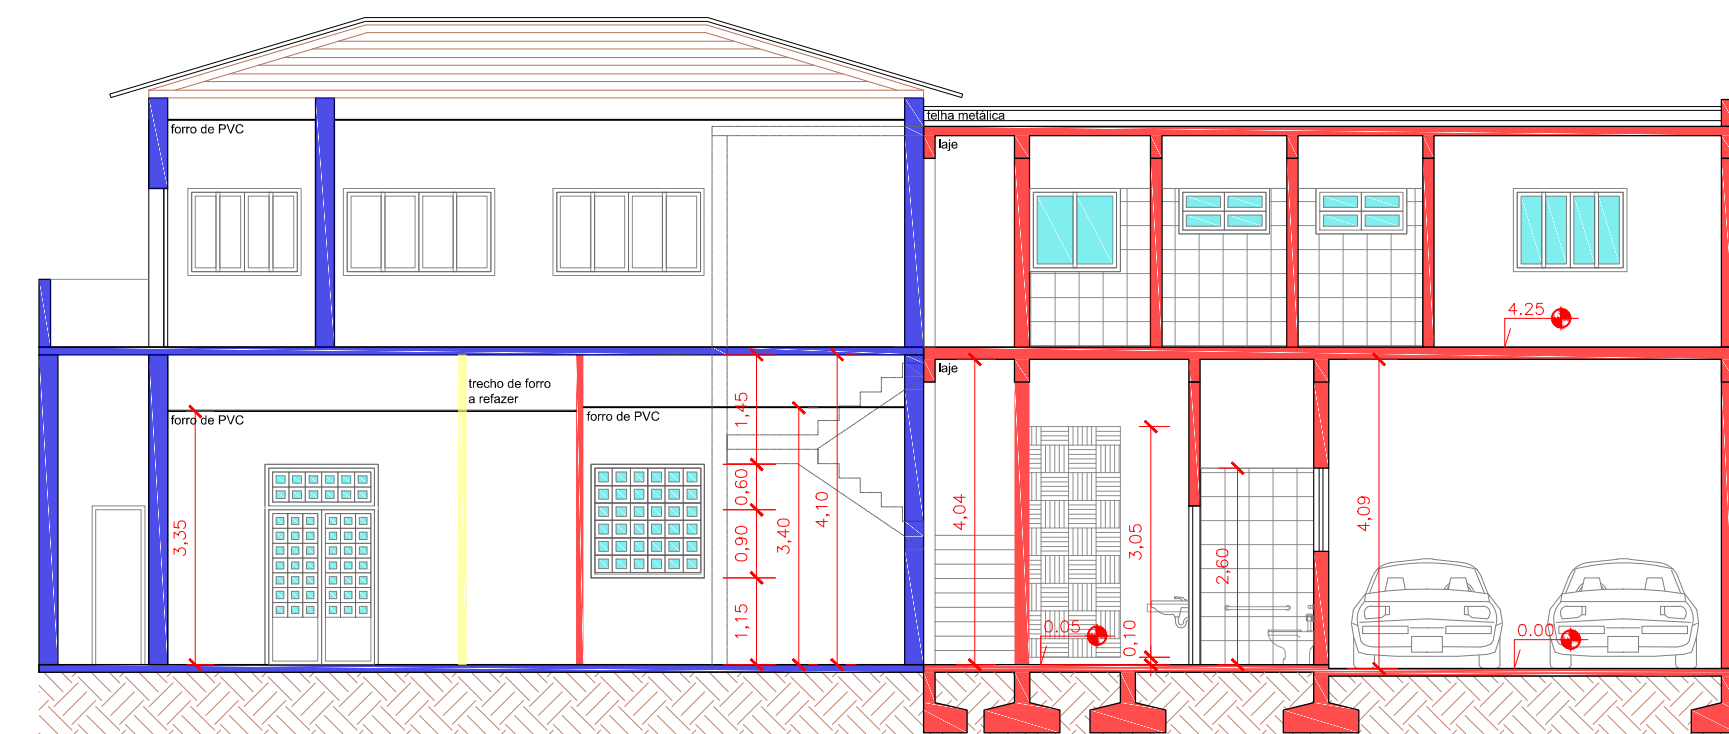 telha metálica
forro de PVC
laje
4.25
laje
trecho de forro
a refazer
forro de PVC
forro de PVC
1,45
0,60
4,10
3,35
0,90
3,40
1,15
4,04
3,05
2,60
4,09
0.05
0,10
0.00